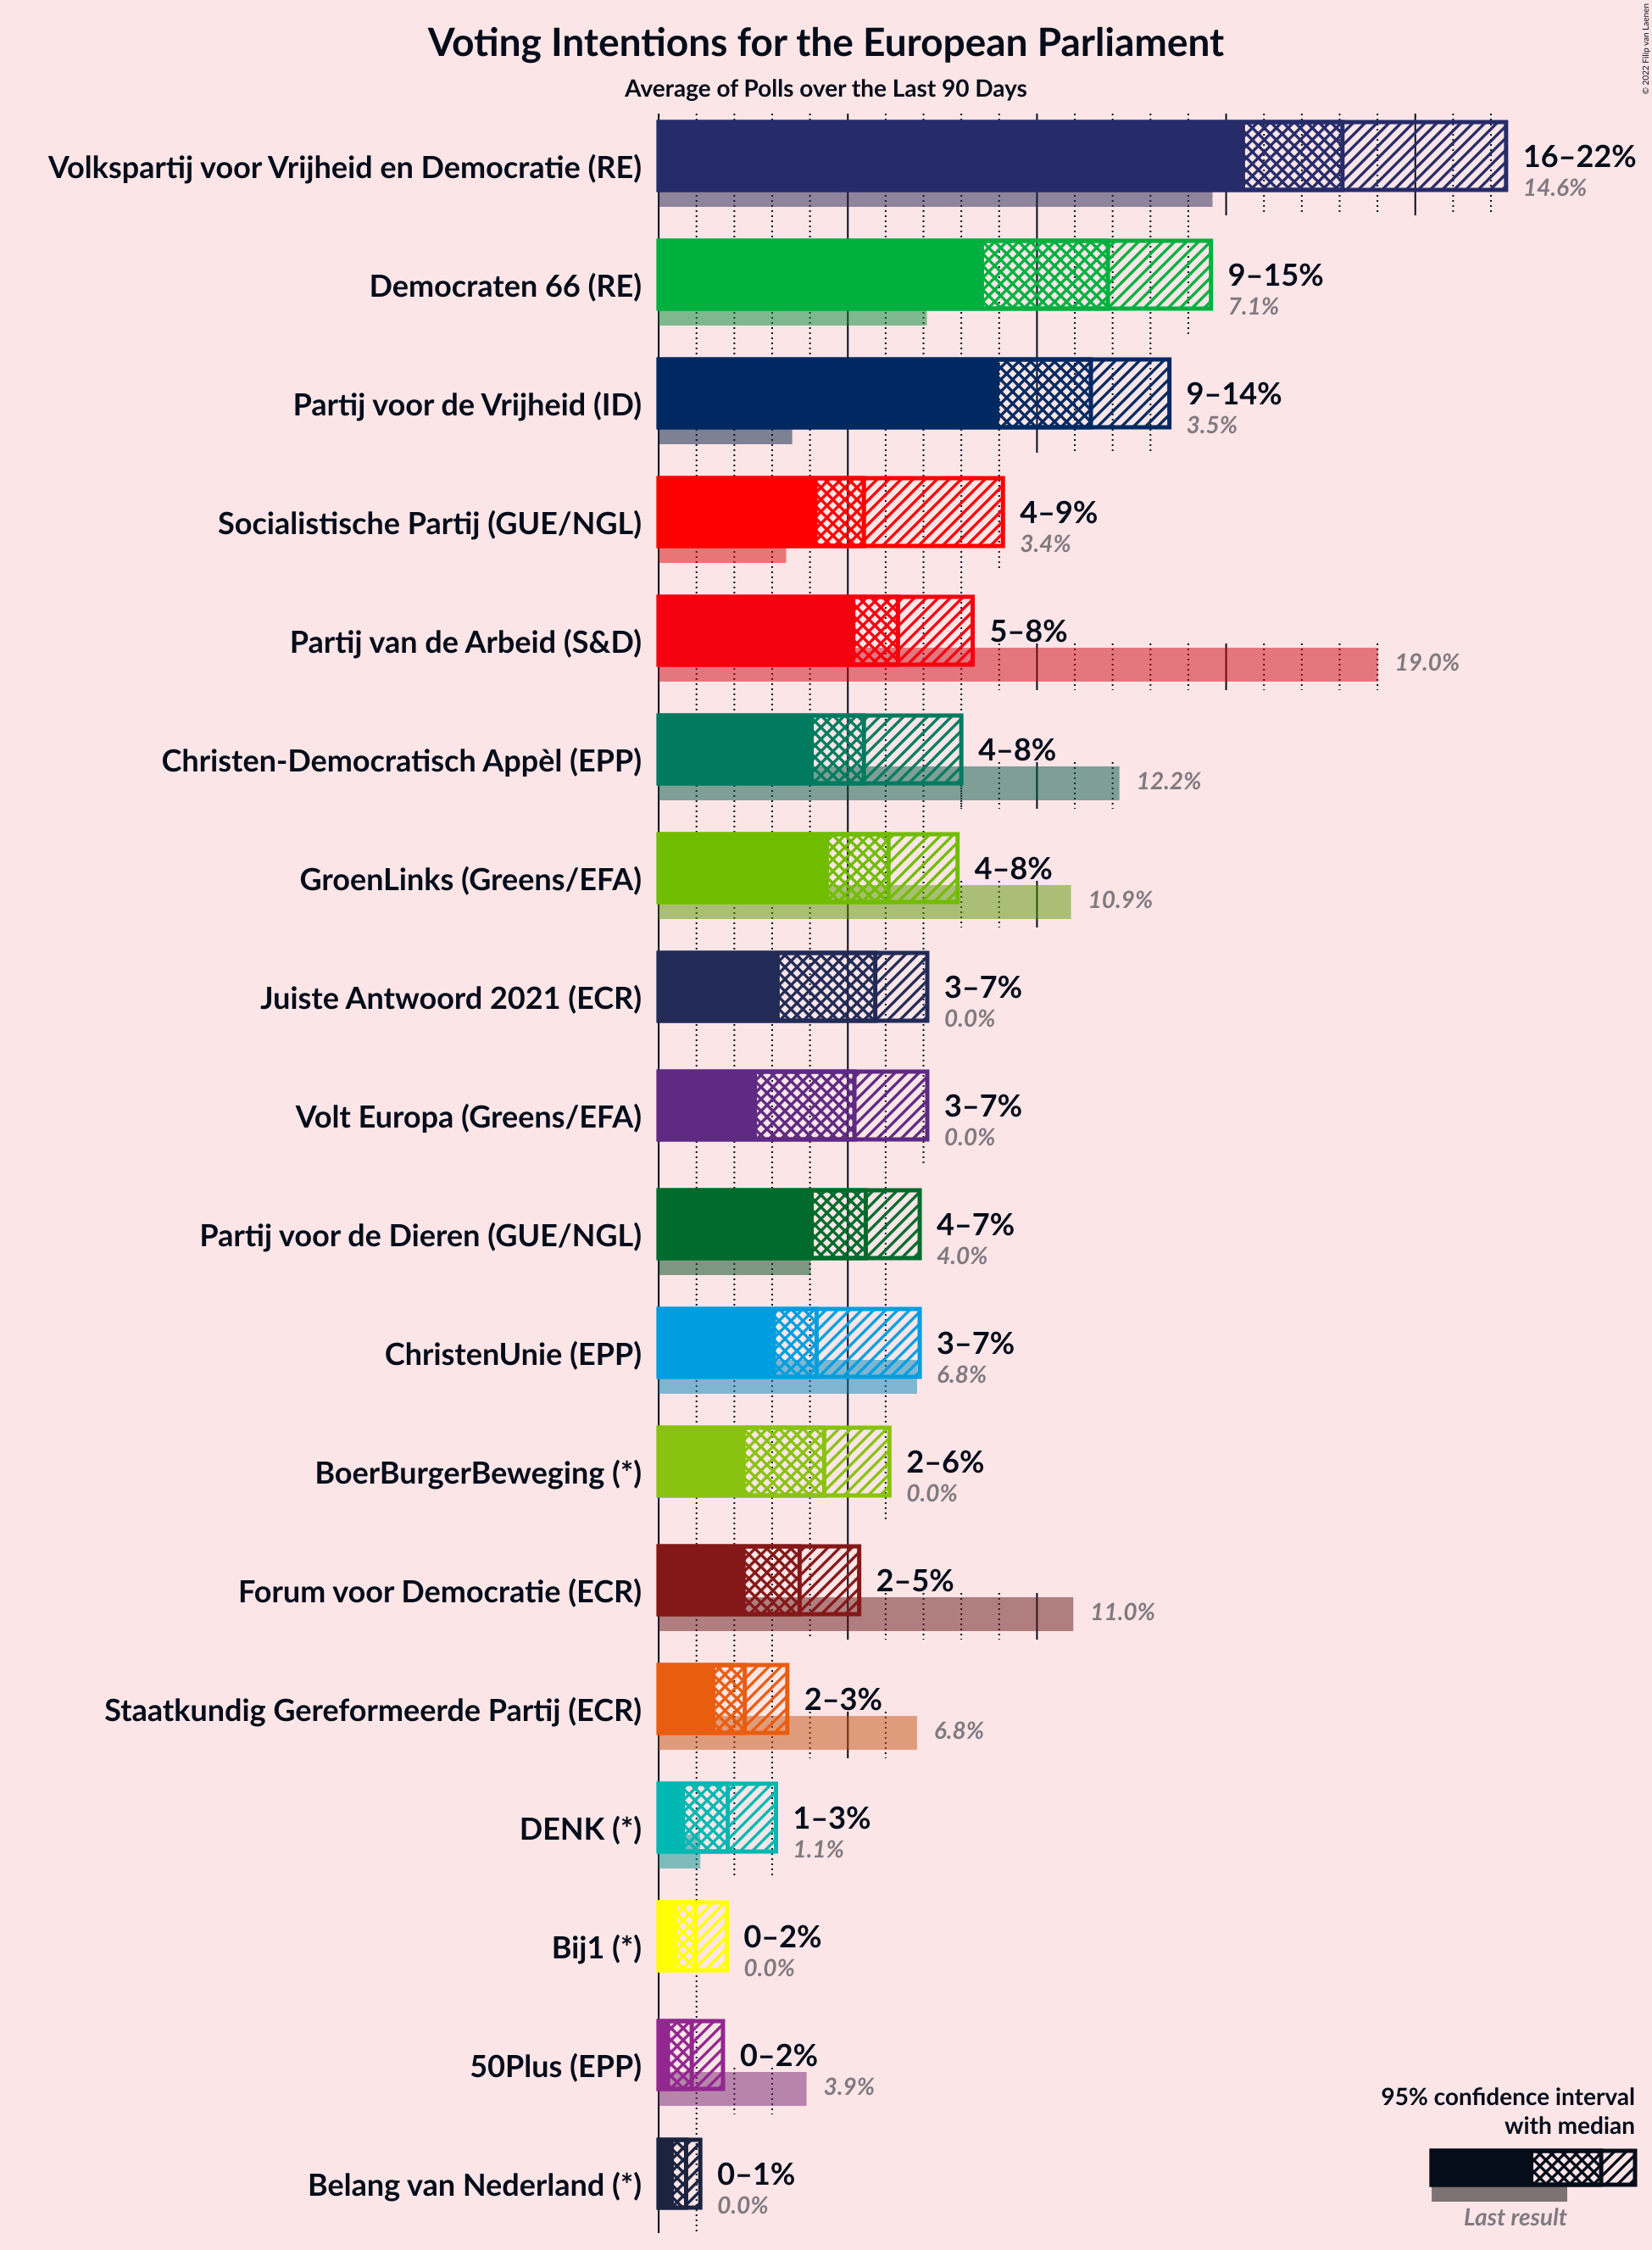 © 2022 Filip van Laenen
Voting Intentions for the European Parliament
Average of Polls over the Last 90 Days
Volkspartij voor Vrijheid en Democratie (RE)
16–22%
14.6%
Democraten 66 (RE)
9–15%
7.1%
Partij voor de Vrijheid (ID)
9–14%
3.5%
Socialistische Partij (GUE/NGL)
4–9%
3.4%
Partij van de Arbeid (S&D)
5–8%
19.0%
Christen-Democratisch Appèl (EPP)
4–8%
12.2%
GroenLinks (Greens/EFA)
4–8%
10.9%
Juiste Antwoord 2021 (ECR)
3–7%
0.0%
Volt Europa (Greens/EFA)
3–7%
0.0%
Partij voor de Dieren (GUE/NGL)
4–7%
4.0%
ChristenUnie (EPP)
3–7%
6.8%
BoerBurgerBeweging (*)
2–6%
0.0%
Forum voor Democratie (ECR)
2–5%
11.0%
Staatkundig Gereformeerde Partij (ECR)
2–3%
6.8%
DENK (*)
1–3%
1.1%
Bij1 (*)
0–2%
0.0%
50Plus (EPP)
0–2%
3.9%
Belang van Nederland (*)
0–1%
0.0%
95% confidence interval
with median
Last result